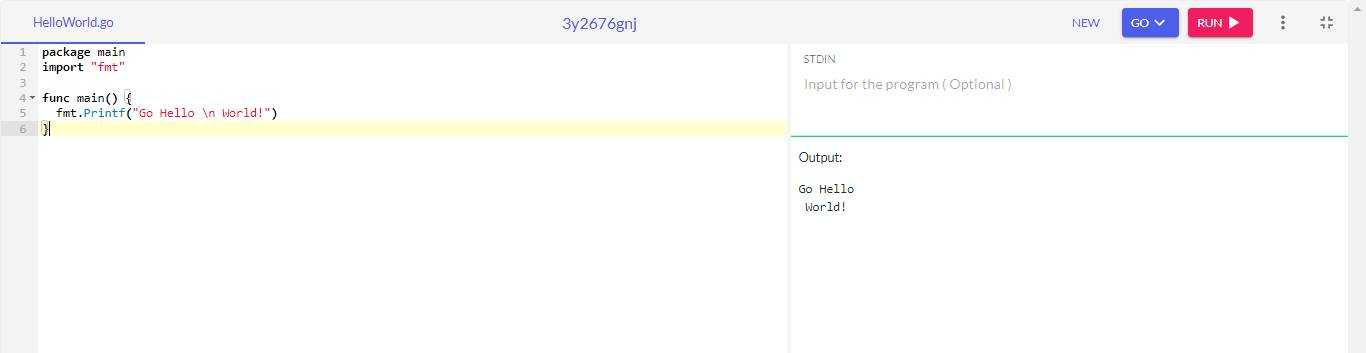 HelloWorld.go
3y2676gnj
NEW
GO
RUN
1 package main
2 import "fmt"
3
4 func main() {
5 fmt.Printf("Go Hello \n World!")
6 }
STDIN
Input for the program ( Optional )
Output:
Go Hello
World!